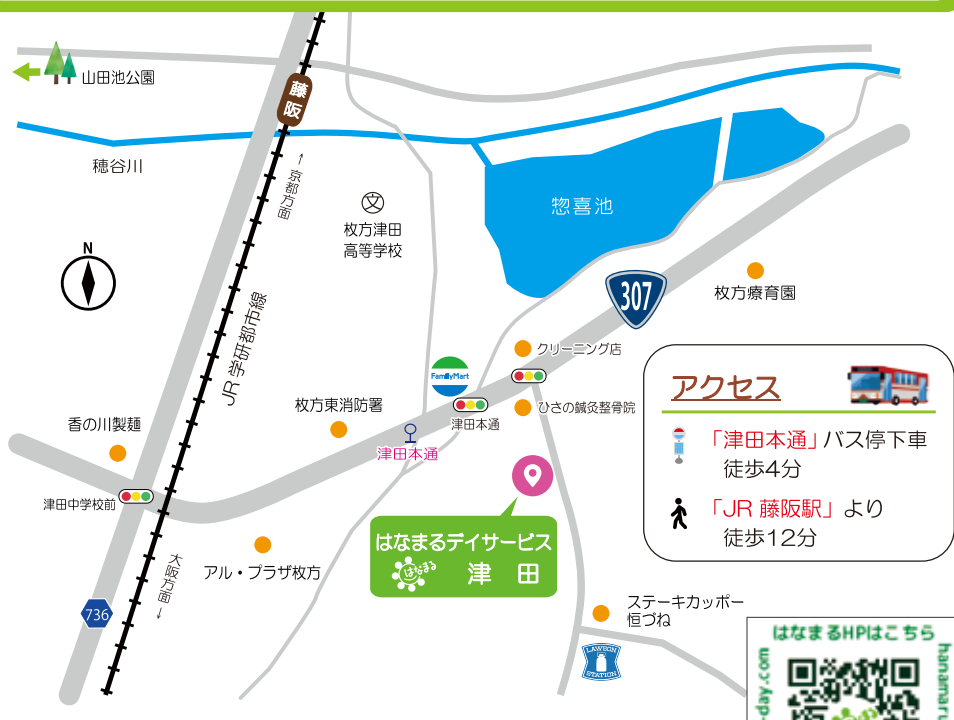 山田池公園
藤阪
穂谷川
↑京都方面
枚方津田
高等学校
惣喜池
N
307
枚方療育園
JR 学研都市線
クリーニング店
FamilyMart
アクセス
枚方東消防署
津田本通
ひさの鍼灸整骨院
香の川製麺
津田本通
「津田本通」バス停下車
徒歩4分
津田中学校前
「JR 藤阪駅」より
徒歩12分
はなまるデイサービス
はなまる
津 田
アル・プラザ枚方
大阪方面↓
736
ステーキカッポー
恒づね
LAWSON
STATION
はなまるHPはこちら
-day.com
hanamaru